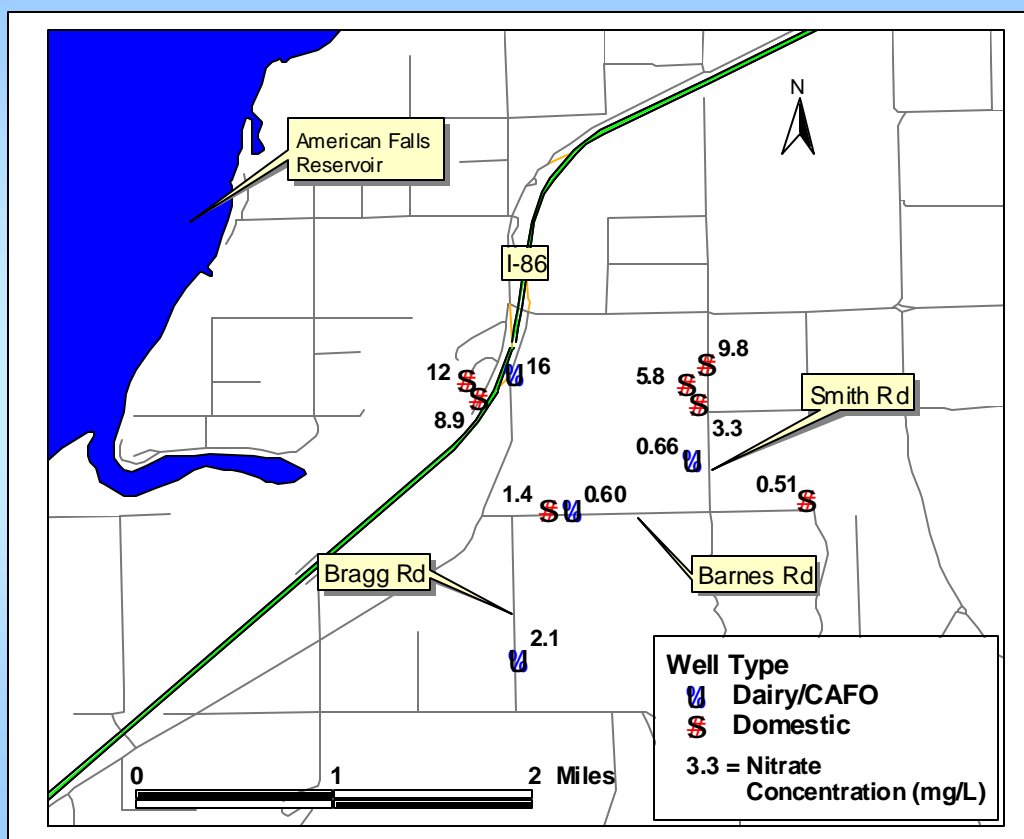 N
American Falls
Reservoir
I-86
9.8
12
16
5.8
Smith Rd
8.9
3.3
0.66
0.51
1.4
0.60
Bragg Rd
Barnes Rd
2.1
Well Type
Dairy/CAFO
Domestic
3.3 = Nitrate
Concentration (mg/L)
0 1 2 Miles